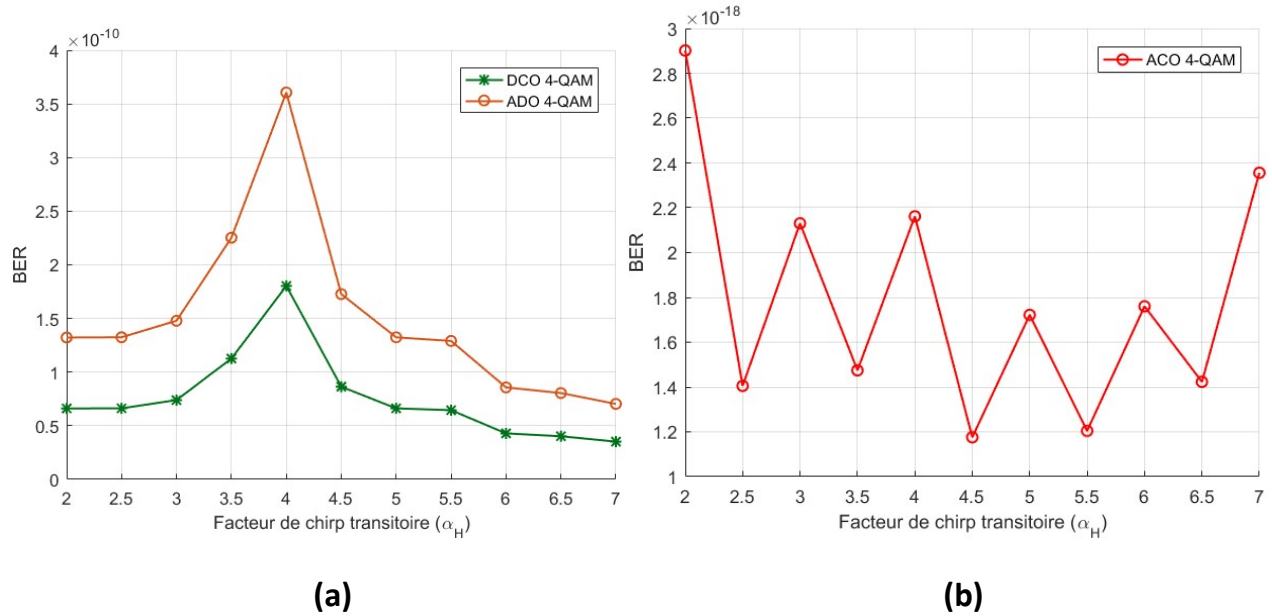 ×10⁻¹⁰
4
3.5
3
2.5
2
1.5
1
0.5
0
BER
DCO 4-QAM
ADO 4-QAM
2 2.5 3 3.5 4 4.5 5 5.5 6 6.5 7
Facteur de chirp transitoire (α_H)
(a)
×10⁻¹⁸
3
2.8
2.6
2.4
2.2
2
1.8
1.6
1.4
1.2
1
BER
ACO 4-QAM
2 2.5 3 3.5 4 4.5 5 5.5 6 6.5 7
Facteur de chirp transitoire (α_H)
(b)